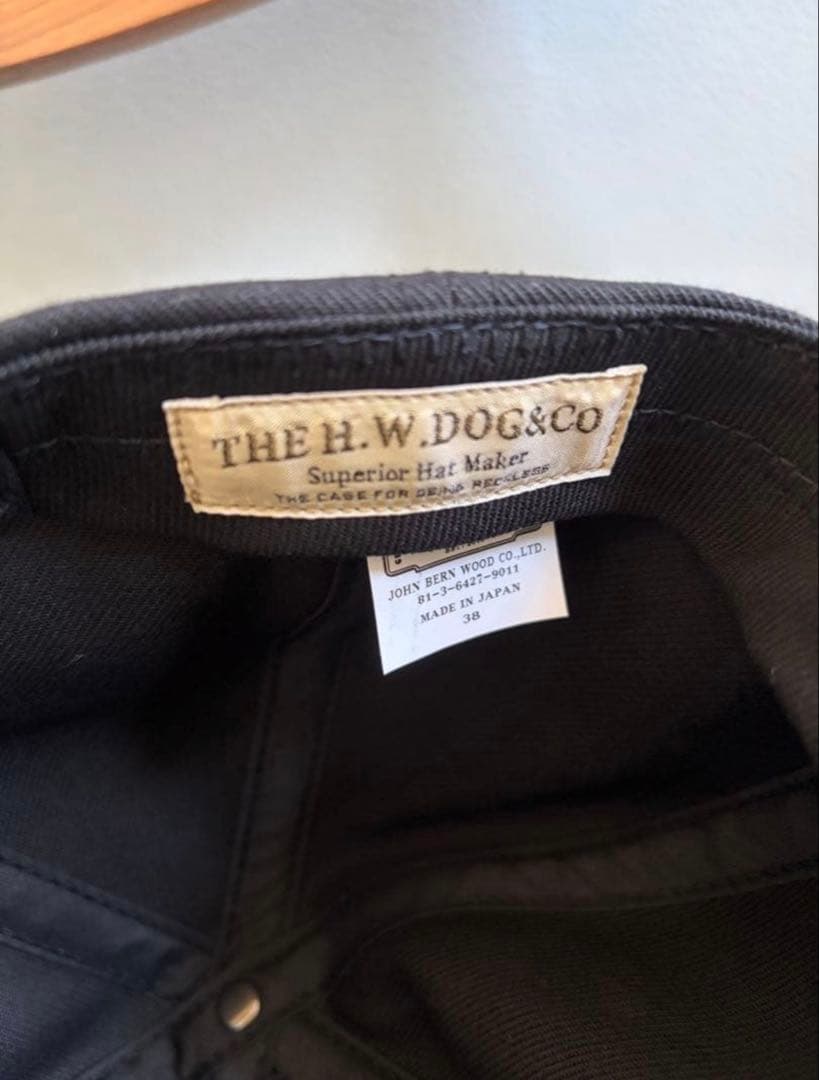 THE H.W.DOG&CO
Superior Hat Maker
THE CASE FOR BEING RECKLESS
JOHN BERN WOOD CO.,LTD.
81-3-6427-9011
MADE IN JAPAN
38